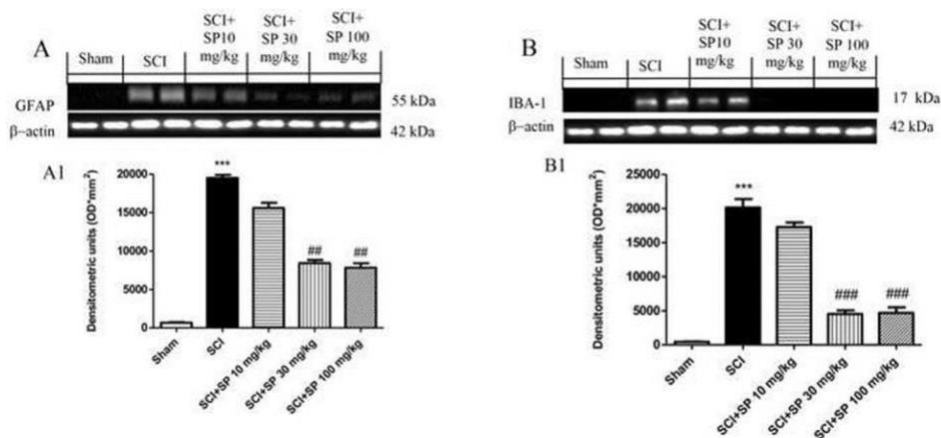 A
Sham
SCI
SCI+
SP10
mg/kg
SCI+
SP 30
mg/kg
SCI+
SP 100
mg/kg
GFAP
55 kDa
β−actin
42 kDa
A1
Densitometric units (OD*mm²)
20000
15000
10000
5000
0
***
##
##
Sham
SCI
SCI+SP 10 mg/kg
SCI+SP 30 mg/kg
SCI+SP 100 mg/kg
B
Sham
SCI
SCI+
SP10
mg/kg
SCI+
SP 30
mg/kg
SCI+
SP 100
mg/kg
IBA-1
17 kDa
β−actin
42 kDa
B1
Densitometric units (OD*mm²)
25000
20000
15000
10000
5000
0
***
###
###
Sham
SCI
SCI+SP 10 mg/kg
SCI+SP 30 mg/kg
SCI+SP 100 mg/kg